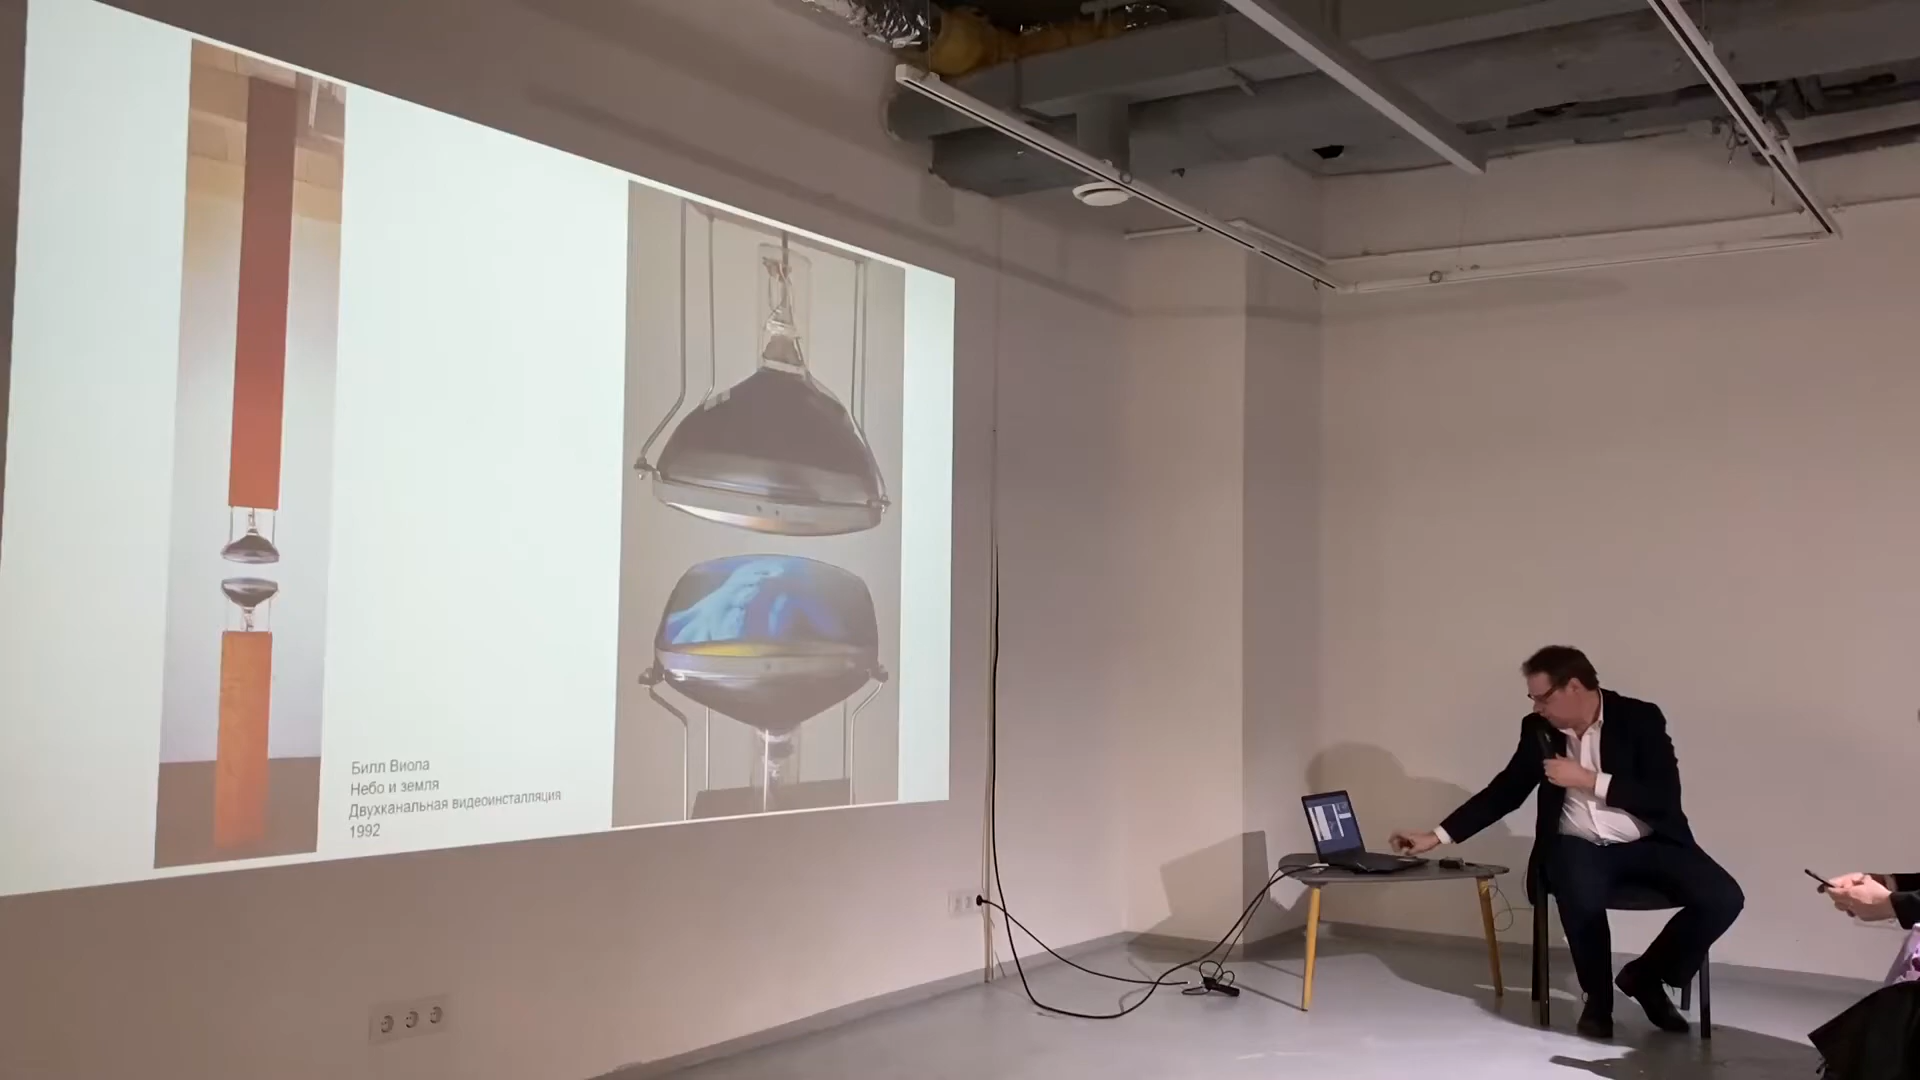 Билл Виола
Небо и земля
Двухканальная видеоинсталляция
1992